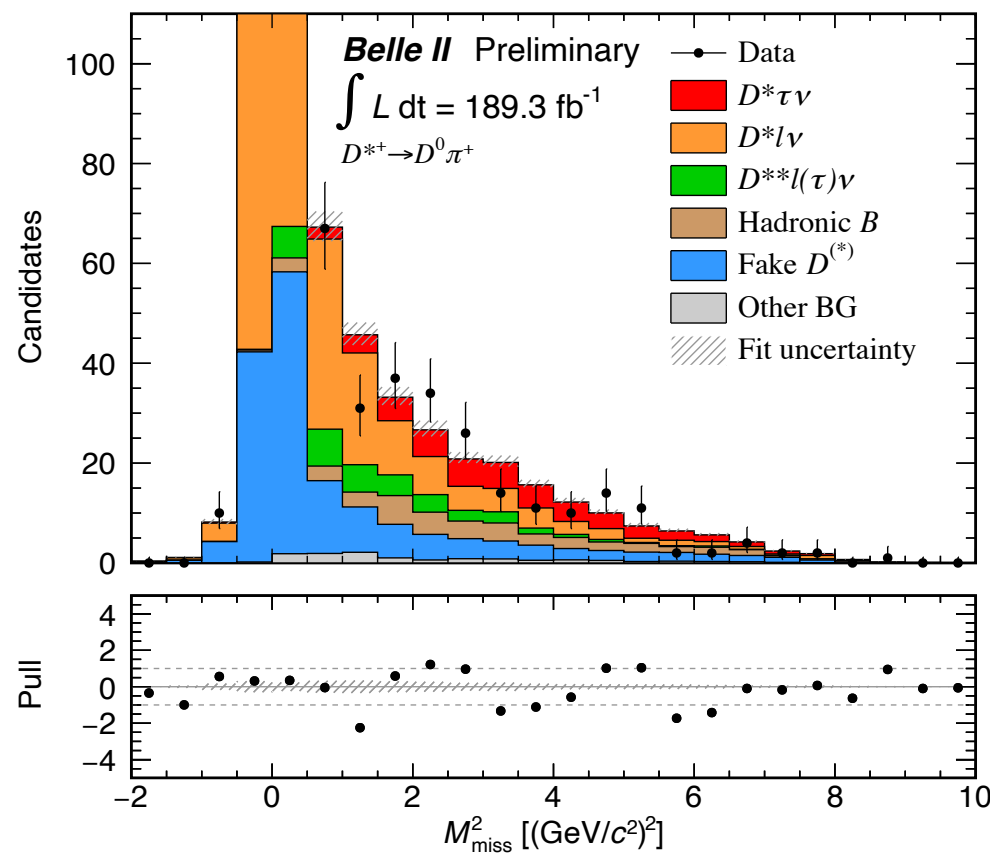 100
80
60
40
20
0
Candidates
Belle II Preliminary
∫ L dt = 189.3 fb⁻¹
D*⁺→D⁰π⁺
Data
D*τν
D*lν
D**l(τ)ν
Hadronic B
Fake D⁽*⁾
Other BG
Fit uncertainty
4
2
0
−2
−4
Pull
−2 0 2 4 6 8 10
M²miss [(GeV/c²)²]